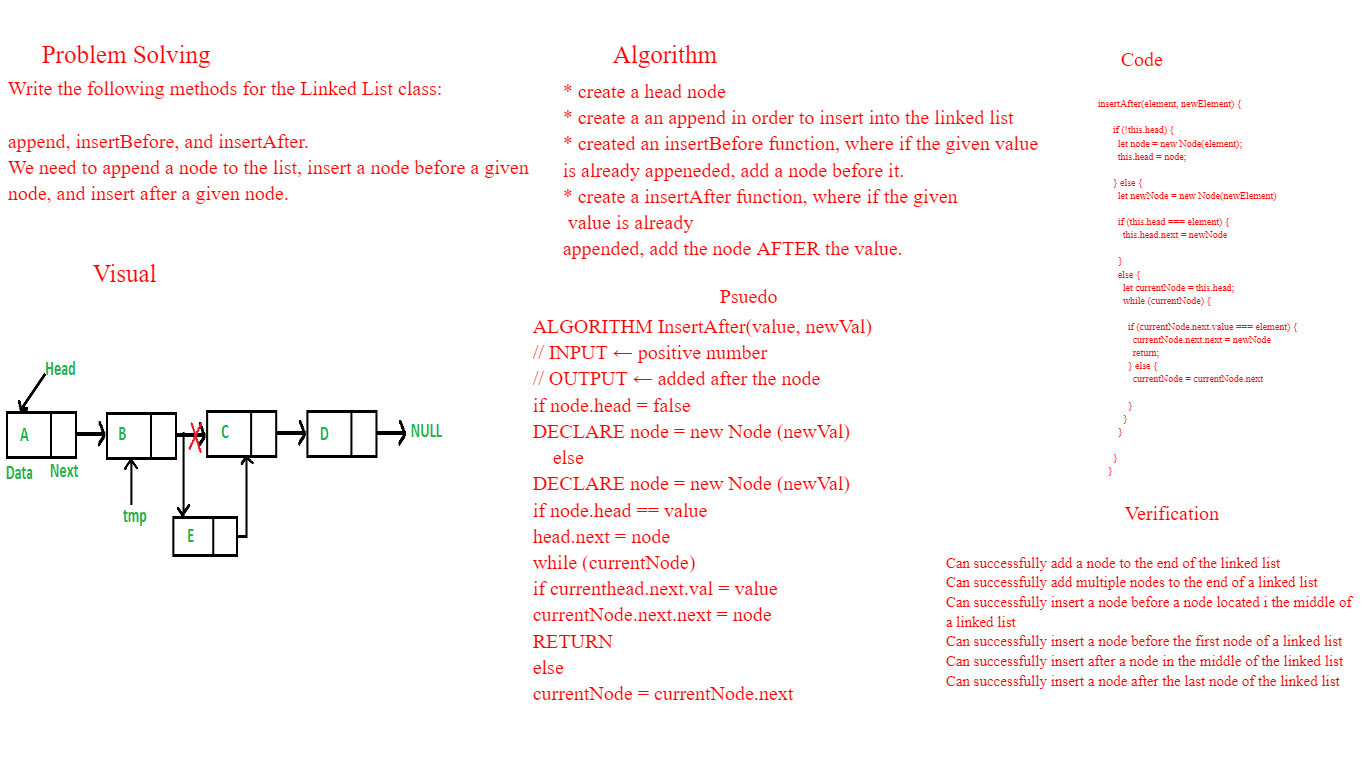 Problem Solving
Write the following methods for the Linked List class:
append, insertBefore, and insertAfter.
We need to append a node to the list, insert a node before a given
node, and insert after a given node.
Visual
Head
A
B
C
D
NULL
Data
Next
tmp
E
Algorithm
* create a head node
* create a an append in order to insert into the linked list
* created an insertBefore function, where if the given value
is already appeneded, add a node before it.
* create a insertAfter function, where if the given
value is already
appended, add the node AFTER the value.
Psuedo
ALGORITHM InsertAfter(value, newVal)
// INPUT ← positive number
// OUTPUT ← added after the node
if node.head = false
DECLARE node = new Node (newVal)
else
DECLARE node = new Node (newVal)
if node.head == value
head.next = node
while (currentNode)
if currenthead.next.val = value
currentNode.next.next = node
RETURN
else
currentNode = currentNode.next
Code
insertAfter(element, newElement) {
if (!this.head) {
let node = new Node(element);
this.head = node;
} else {
let newNode = new Node(newElement)
if (this.head === element) {
this.head.next = newNode
}
else {
let currentNode = this.head;
while (currentNode) {
if (currentNode.next.value === element) {
currentNode.next.next = newNode
return;
} else {
currentNode = currentNode.next
}
}
}
}
}
Verification
Can successfully add a node to the end of the linked list
Can successfully add multiple nodes to the end of a linked list
Can successfully insert a node before a node located i the middle of
a linked list
Can successfully insert a node before the first node of a linked list
Can successfully insert after a node in the middle of the linked list
Can successfully insert a node after the last node of the linked list